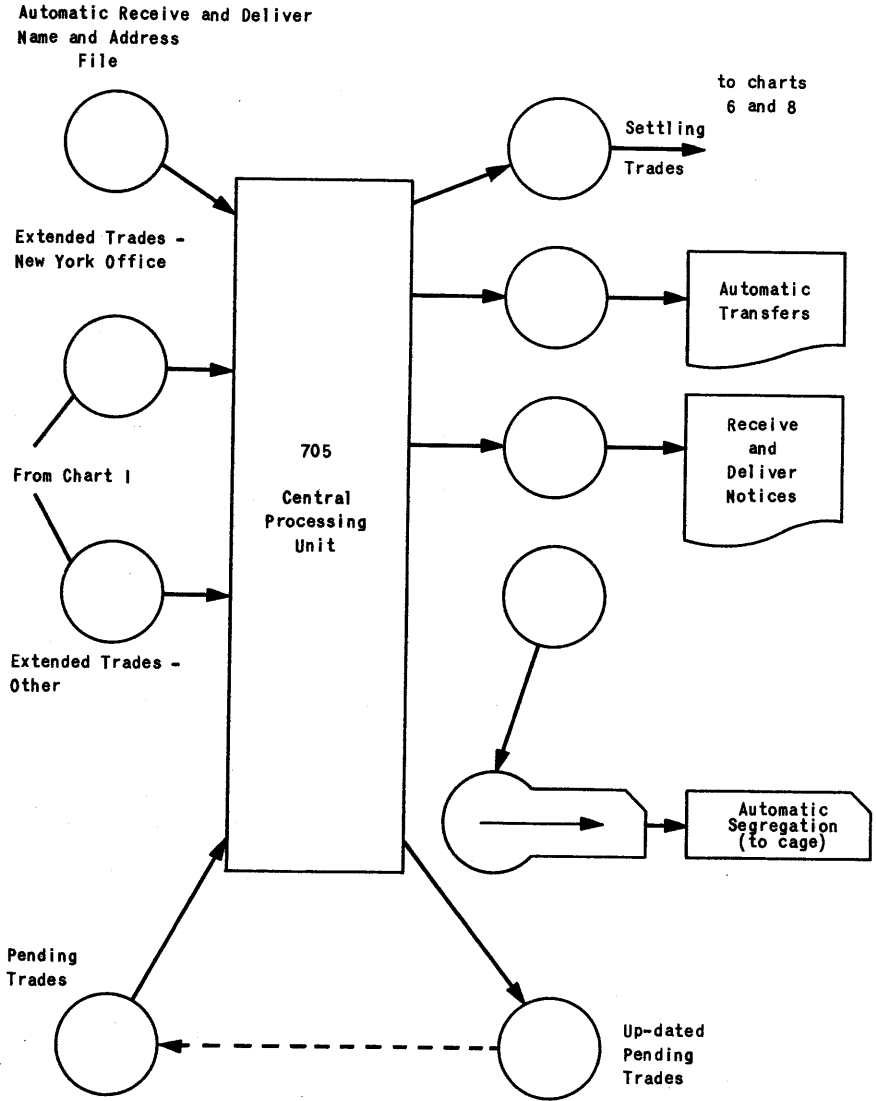 Automatic Receive and Deliver
Name and Address
File
to charts
6 and 8
Settling
Trades
Extended Trades -
New York Office
Automatic
Transfers
Receive
and
Deliver
Notices
705
Central
Processing
Unit
From Chart I
Extended Trades -
Other
Automatic
Segregation
(to cage)
Pending
Trades
Up-dated
Pending
Trades